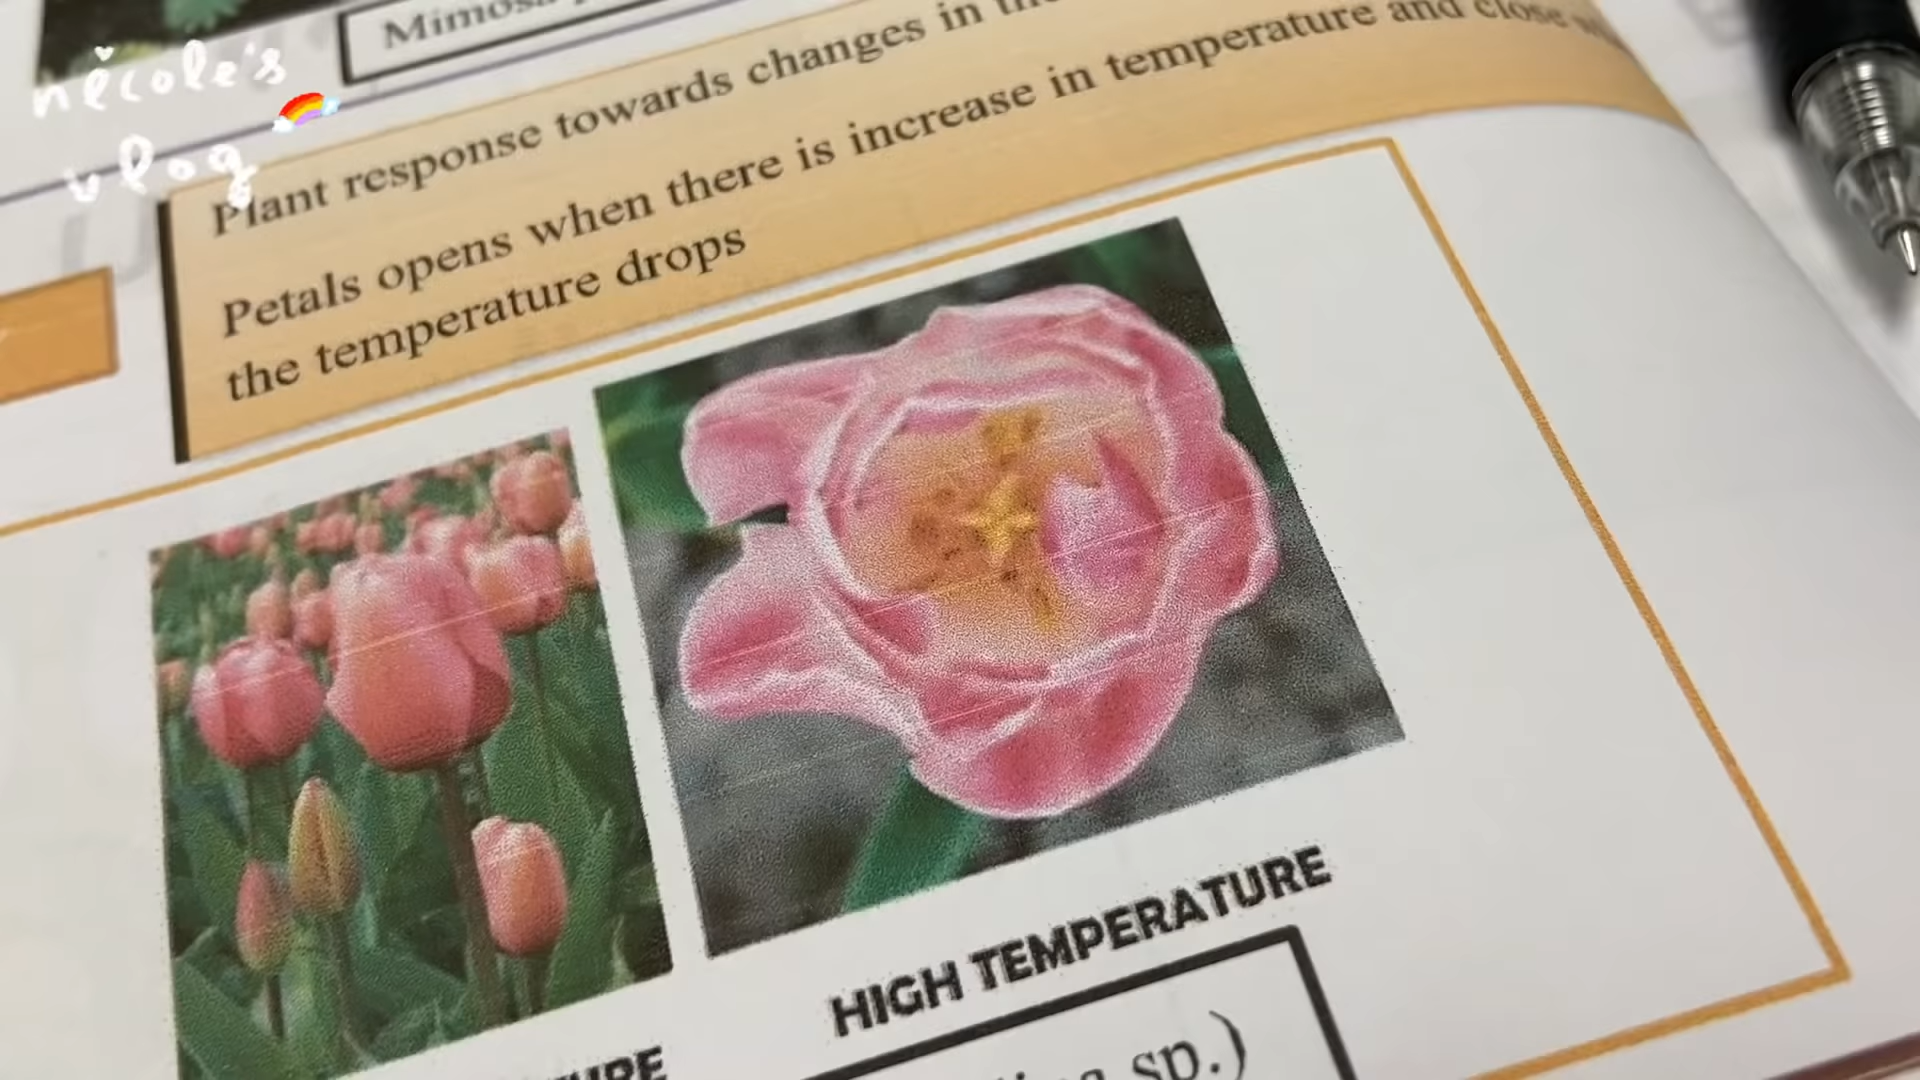 nicole's
vlog
Mimosa
Plant response towards changes in the
Petals opens when there is increase in temperature and close
the temperature drops
HIGH TEMPERATURE
sp.)